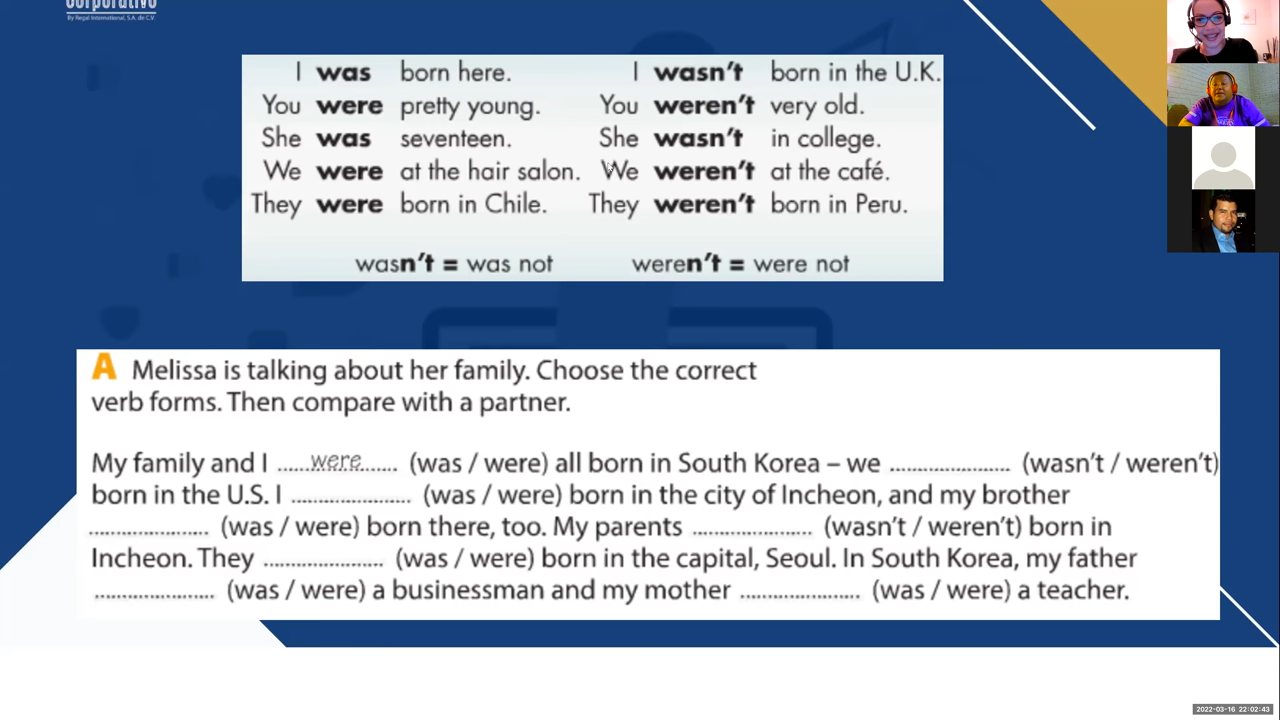 Corporativo
By Regal International, S.A. de C.V.
I was born here. I wasn't born in the U.K.
You were pretty young. You weren't very old.
She was seventeen. She wasn't in college.
We were at the hair salon. We weren't at the café.
They were born in Chile. They weren't born in Peru.
wasn't = was not weren't = were not
A Melissa is talking about her family. Choose the correct
verb forms. Then compare with a partner.
My family and I ......were...... (was / were) all born in South Korea – we ...................... (wasn't / weren't)
born in the U.S. I ...................... (was / were) born in the city of Incheon, and my brother
...................... (was / were) born there, too. My parents ...................... (wasn't / weren't) born in
Incheon. They ...................... (was / were) born in the capital, Seoul. In South Korea, my father
...................... (was / were) a businessman and my mother ...................... (was / were) a teacher.
2022-03-16 22:02:43